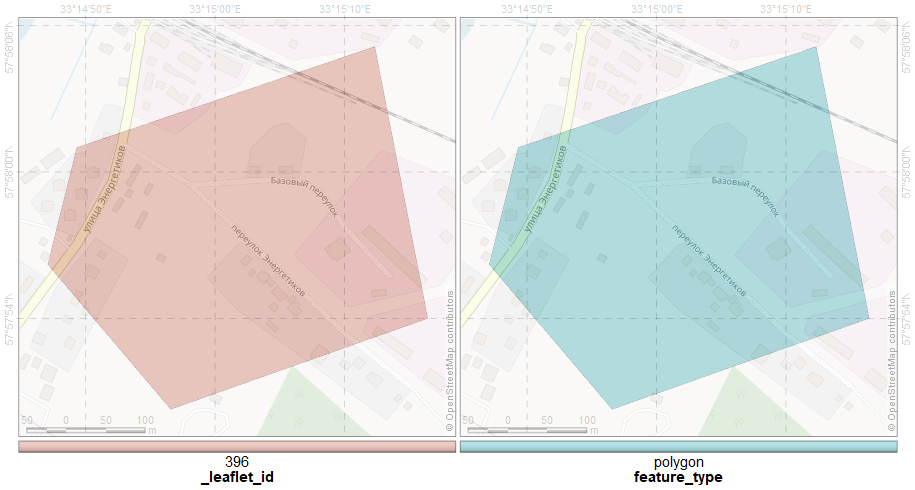 33°14'50"E 33°15'00"E 33°15'10"E
33°14'50"E 33°15'00"E 33°15'10"E
57°58'06"N
57°58'00"N
57°57'54"N
улица Энергетиков
Базовый переулок
переулок Энергетиков
50 0 50 100
m
© OpenStreetMap contributors
улица Энергетиков
Базовый переулок
переулок Энергетиков
50 0 50 100
m
© OpenStreetMap contributors
57°58'06"N
57°58'00"N
57°57'54"N
396
_leaflet_id
polygon
feature_type